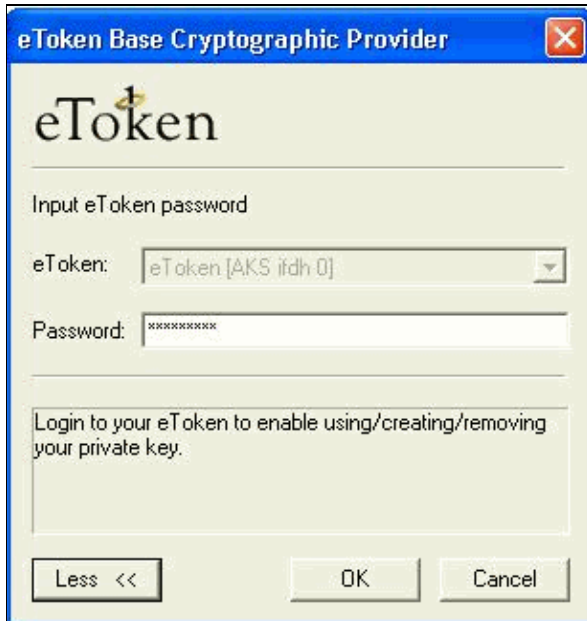 eToken Base Cryptographic Provider
eToken
Input eToken password
eToken: eToken [AKS ifdh 0]
Password: *********
Login to your eToken to enable using/creating/removing
your private key.
Less << OK Cancel